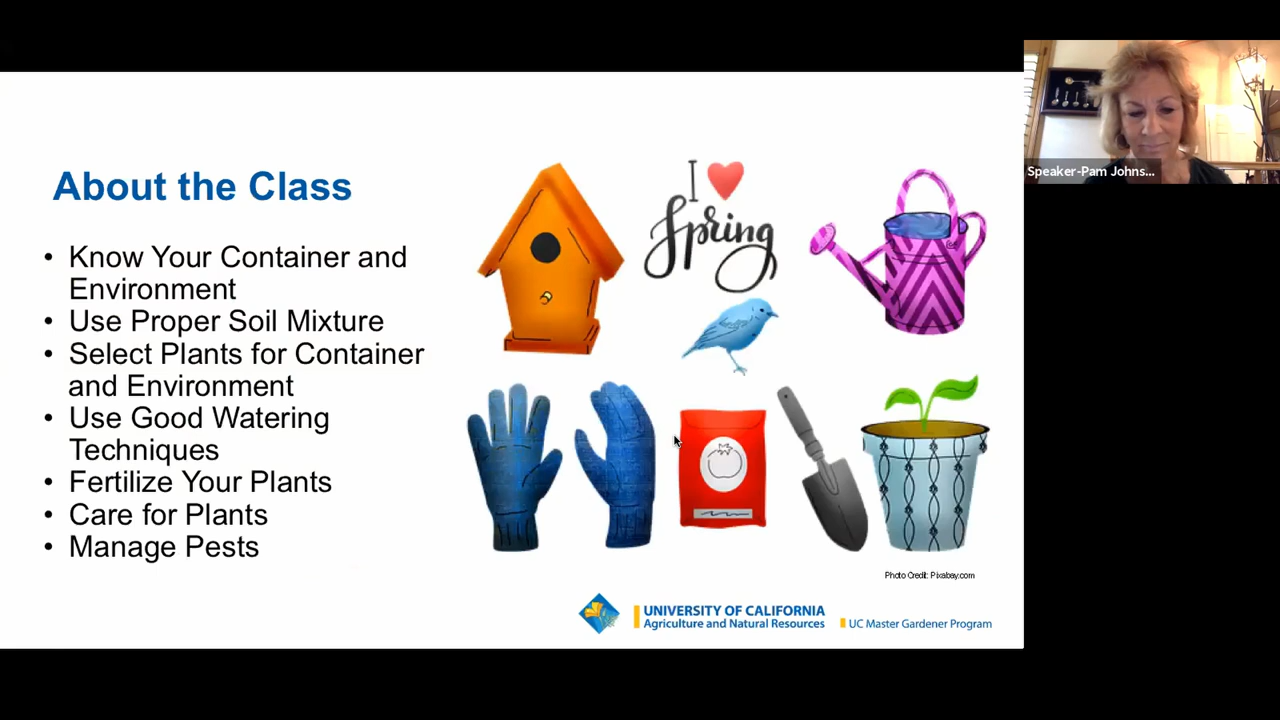 About the Class
• Know Your Container and
Environment
• Use Proper Soil Mixture
• Select Plants for Container
and Environment
• Use Good Watering
Techniques
• Fertilize Your Plants
• Care for Plants
• Manage Pests
I
Spring
Photo Credit: Pixabay.com
UNIVERSITY OF CALIFORNIA
Agriculture and Natural Resources
UC Master Gardener Program
Speaker-Pam Johns...